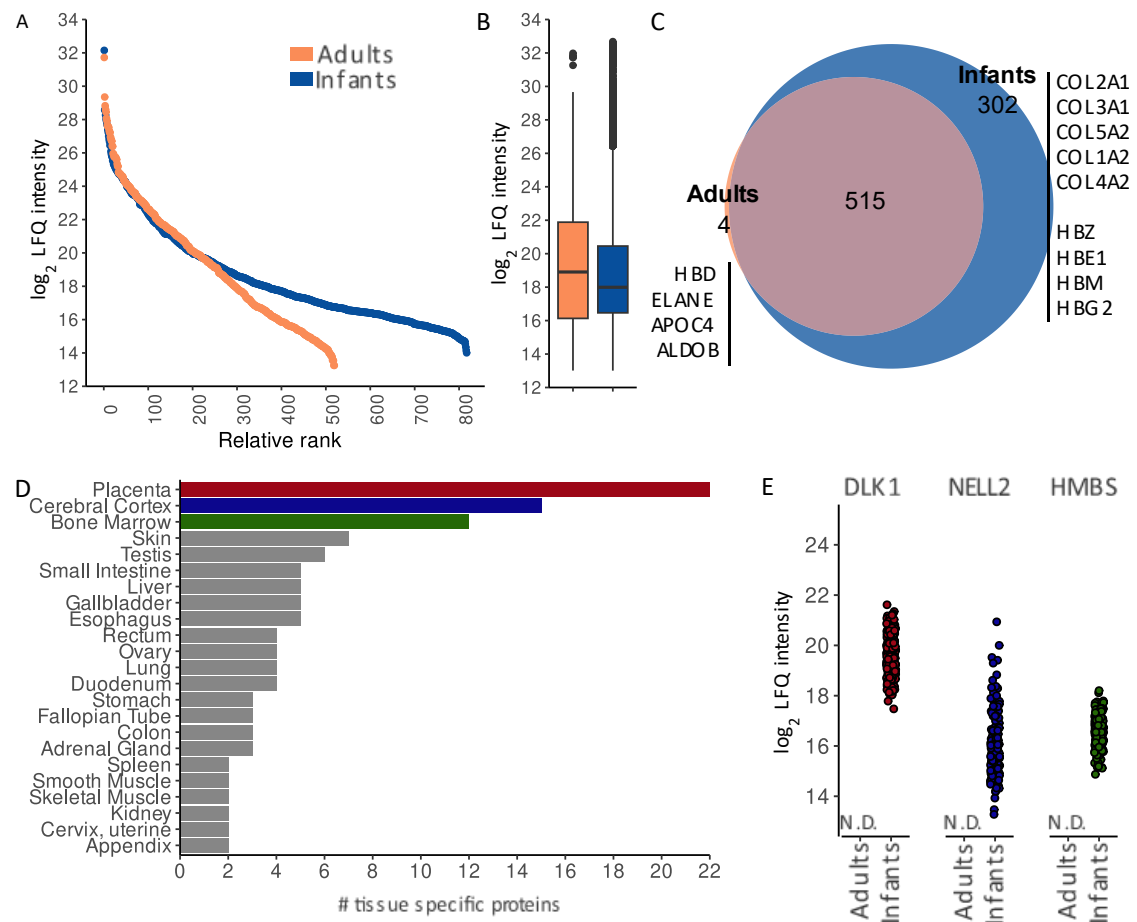 A
34
32
30
28
26
24
22
20
18
16
14
12
log2 LFQ intensity
0
100
200
300
400
500
600
700
800
Relative rank
Adults
Infants
B
34
32
30
28
26
24
22
20
18
16
14
12
log2 LFQ intensity
C
Infants
302
Adults
4
515
HBD
ELANE
APOC4
ALDOB
COL2A1
COL3A1
COL5A2
COL1A2
COL4A2
HBZ
HBE1
HBM
HBG2
D
Placenta
Cerebral Cortex
Bone Marrow
Skin
Testis
Small Intestine
Liver
Gallbladder
Esophagus
Rectum
Ovary
Lung
Duodenum
Stomach
Fallopian Tube
Colon
Adrenal Gland
Spleen
Smooth Muscle
Skeletal Muscle
Kidney
Cervix, uterine
Appendix
0 2 4 6 8 10 12 14 16 18 20 22
# tissue specific proteins
E
DLK1 NELL2 HMBS
24
22
20
18
16
14
log2 LFQ intensity
N.D. N.D. N.D.
Adults
Infants
Adults
Infants
Adults
Infants